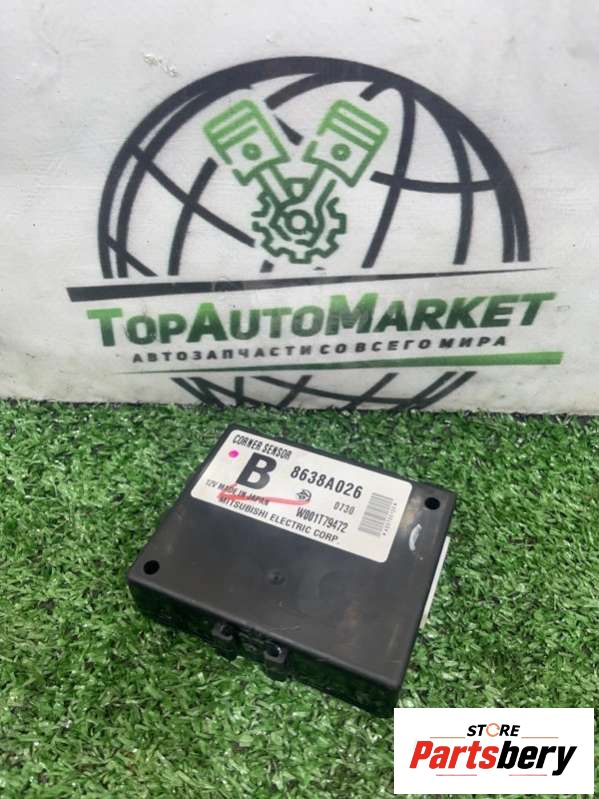 TOPAUTOMARKET
АВТОЗАПЧАСТИ СО ВСЕГО МИРА
CORNER SENSOR
B 8638A026
12V MADE IN JAPAN 0730
W001T79472
MITSUBISHI ELECTRIC CORP.
STORE
Partsbery